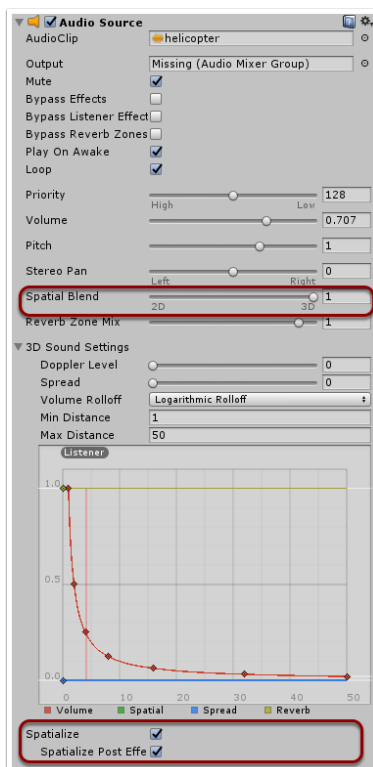 Audio Source
AudioClip helicopter
Output Missing (Audio Mixer Group)
Mute
Bypass Effects
Bypass Listener Effect
Bypass Reverb Zones
Play On Awake
Loop
Priority 128
High Low
Volume 0.707
Pitch 1
Stereo Pan 0
Left Right
Spatial Blend 1
2D 3D
Reverb Zone Mix 1
3D Sound Settings
Doppler Level 0
Spread 0
Volume Rolloff Logarithmic Rolloff
Min Distance 1
Max Distance 50
Listener
1.0
0.5
0.0
0 10 20 30 40 50
Volume Spatial Spread Reverb
Spatialize
Spatialize Post Effe